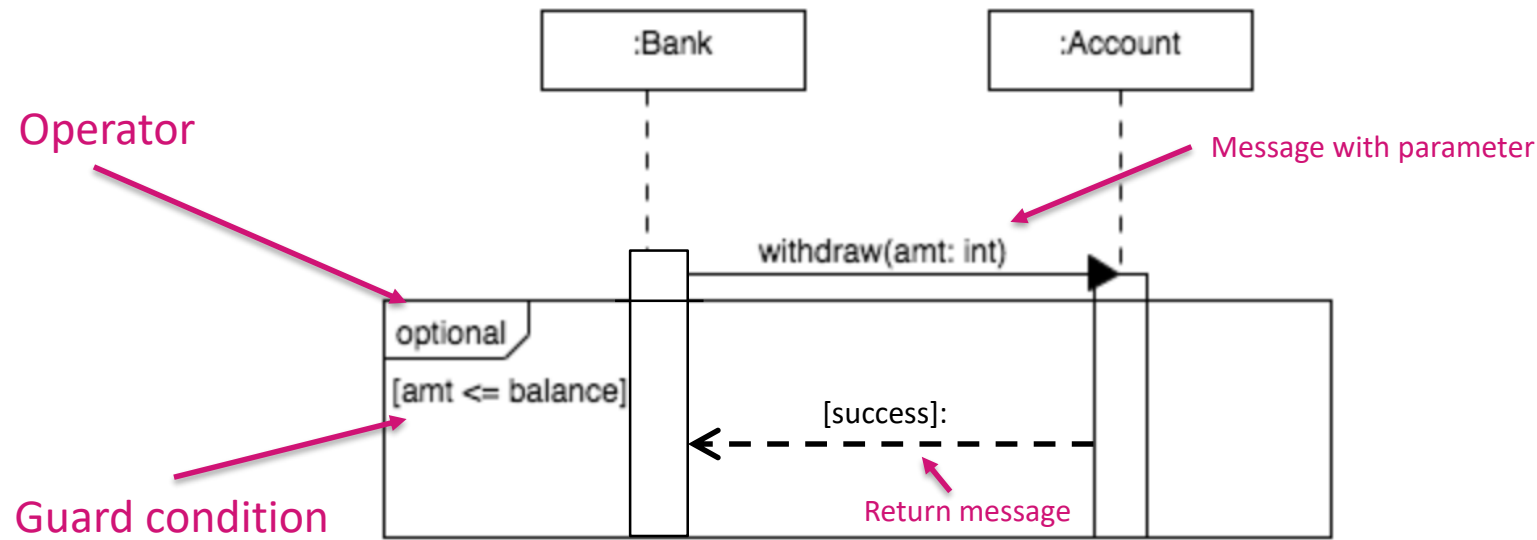 :Bank
:Account
Operator
Message with parameter
withdraw(amt: int)
optional
[amt <= balance]
[success]:
Return message
Guard condition